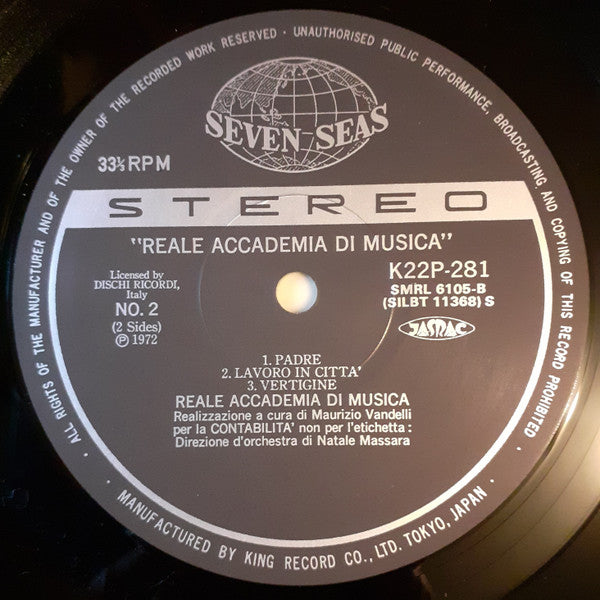 · ALL RIGHTS OF THE MANUFACTURER AND OF THE OWNER OF THE RECORDED WORK RESERVED · UNAUTHORISED PUBLIC PERFORMANCE, BROADCASTING AND COPYING OF THIS RECORD PROHIBITED ·
SEVEN SEAS
33⅓ RPM
STEREO
"REALE ACCADEMIA DI MUSICA"
Licensed by
DISCHI RICORDI,
Italy
NO. 2
(2 Sides)
Ⓟ 1972
K22P-281
SMRL 6105-B
(SILBT 11368) S
JASRAC
1. PADRE
2. LAVORO IN CITTA'
3. VERTIGINE
REALE ACCADEMIA DI MUSICA
Realizzazione a cura di Maurizio Vandelli
per la CONTABILITA' non per l'etichetta :
Direzione d'orchestra di Natale Massara
· MANUFACTURED BY KING RECORD CO., LTD. TOKYO, JAPAN ·